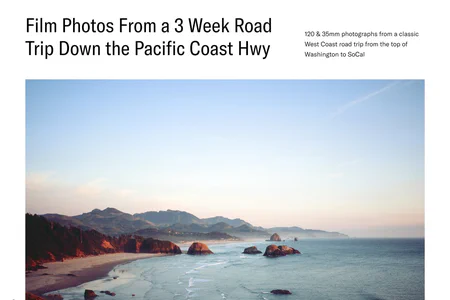 Film Photos From a 3 Week Road
Trip Down the Pacific Coast Hwy
120 & 35mm photographs from a classic
West Coast road trip from the top of
Washington to SoCal